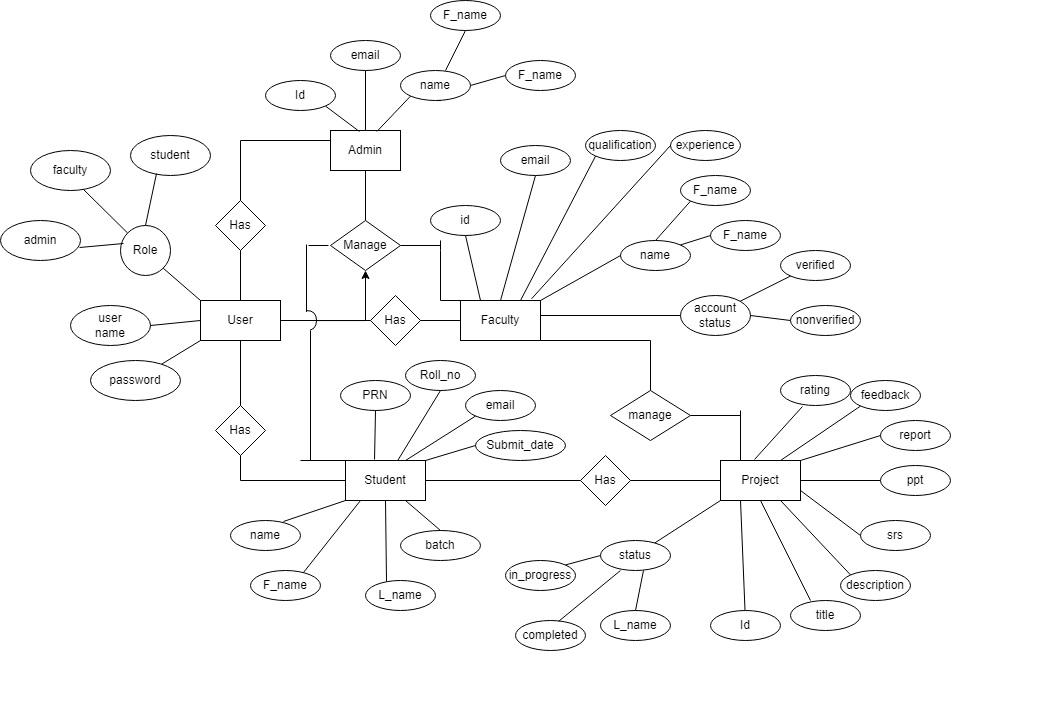 F_name
email
name
F_name
Id
Admin
student
faculty
qualification
experience
email
F_name
id
Has
admin
Role
Manage
F_name
name
verified
user
name
User
Has
Faculty
account
status
nonverified
password
Roll_no
PRN
rating
feedback
email
manage
Has
Submit_date
report
Student
Has
Project
ppt
name
batch
srs
status
in_progress
F_name
L_name
description
completed
L_name
Id
title